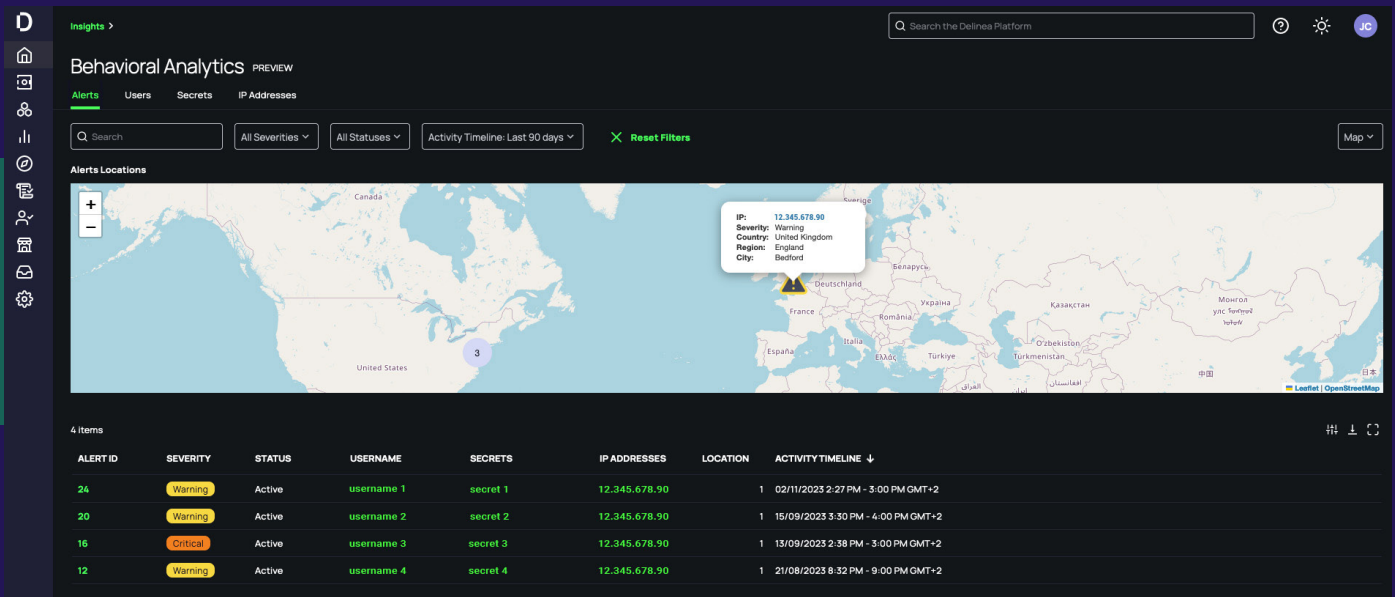 D
Insights >
Search the Delinea Platform
JC
Behavioral Analytics PREVIEW
Alerts Users Secrets IP Addresses
Search
All Severities
All Statuses
Activity Timeline: Last 90 days
Reset Filters
Map
Alerts Locations
+
−
Canada
Sverige
IP: 12.345.678.90
Severity: Warning
Country: United Kingdom
Region: England
City: Bedford
Беларусь
Deutschland
Україна
Қазақстан
Монгол
улс
France
România
Italia
España
Ελλάς
Türkiye
O'zbekiston
Türkmenistan
United States
3
中国
日本
العراق
افغانستان
Leaflet | OpenStreetMap
4 items
ALERT ID SEVERITY STATUS USERNAME SECRETS IP ADDRESSES LOCATION ACTIVITY TIMELINE ↓
24 Warning Active username 1 secret 1 12.345.678.90 1 02/11/2023 2:27 PM - 3:00 PM GMT+2
20 Warning Active username 2 secret 2 12.345.678.90 1 15/09/2023 3:30 PM - 4:00 PM GMT+2
16 Critical Active username 3 secret 3 12.345.678.90 1 13/09/2023 2:38 PM - 3:00 PM GMT+2
12 Warning Active username 4 secret 4 12.345.678.90 1 21/08/2023 8:32 PM - 9:00 PM GMT+2